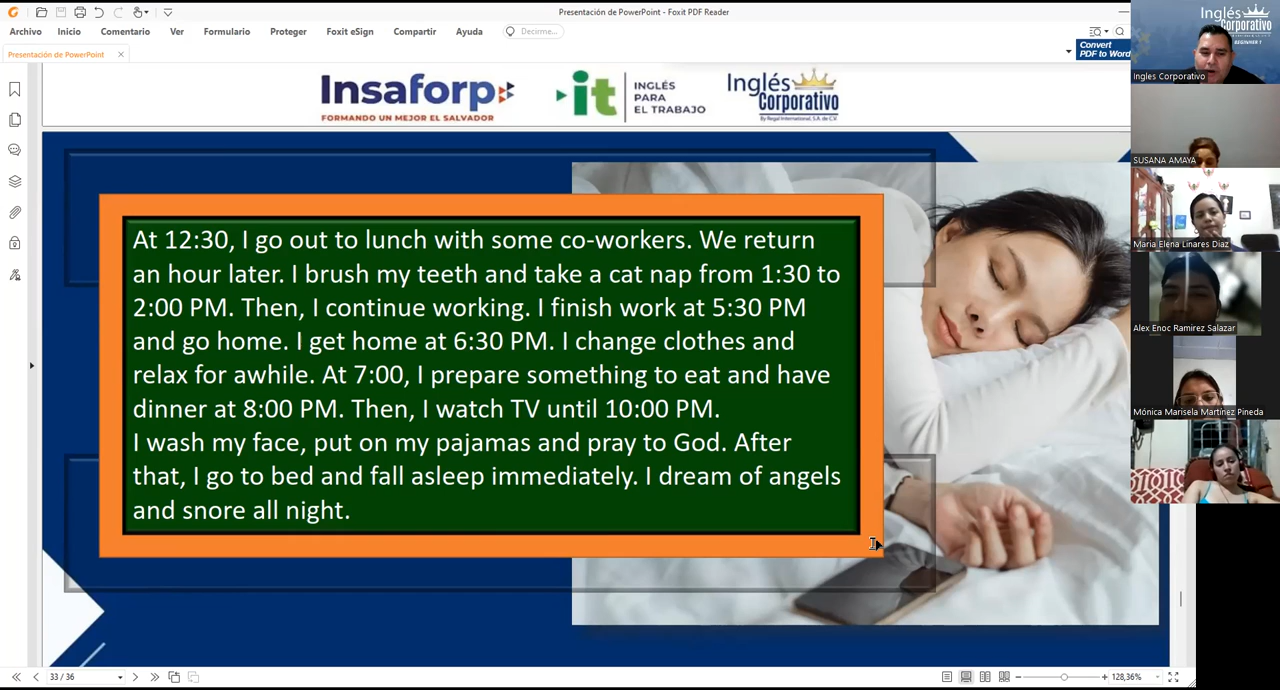 Presentación de PowerPoint - Foxit PDF Reader
Archivo Inicio Comentario Ver Formulario Proteger Foxit eSign Compartir Ayuda Decirme...
Presentación de PowerPoint
Convert
PDF to Word
Insaforp
FORMANDO UN MEJOR EL SALVADOR
it
INGLÉS
PARA
EL TRABAJO
Inglés
Corporativo
By Regal International, S.A. de C.V.
At 12:30, I go out to lunch with some co-workers. We return
an hour later. I brush my teeth and take a cat nap from 1:30 to
2:00 PM. Then, I continue working. I finish work at 5:30 PM
and go home. I get home at 6:30 PM. I change clothes and
relax for awhile. At 7:00, I prepare something to eat and have
dinner at 8:00 PM. Then, I watch TV until 10:00 PM.
I wash my face, put on my pajamas and pray to God. After
that, I go to bed and fall asleep immediately. I dream of angels
and snore all night.
33 / 36
128,36%
Inglés
Corporativo
BEGINNER 1
Ingles Corporativo
SUSANA AMAYA
Maria Elena Linares Diaz
Alex Enoc Ramirez Salazar
Mónica Marisela Martínez Pineda